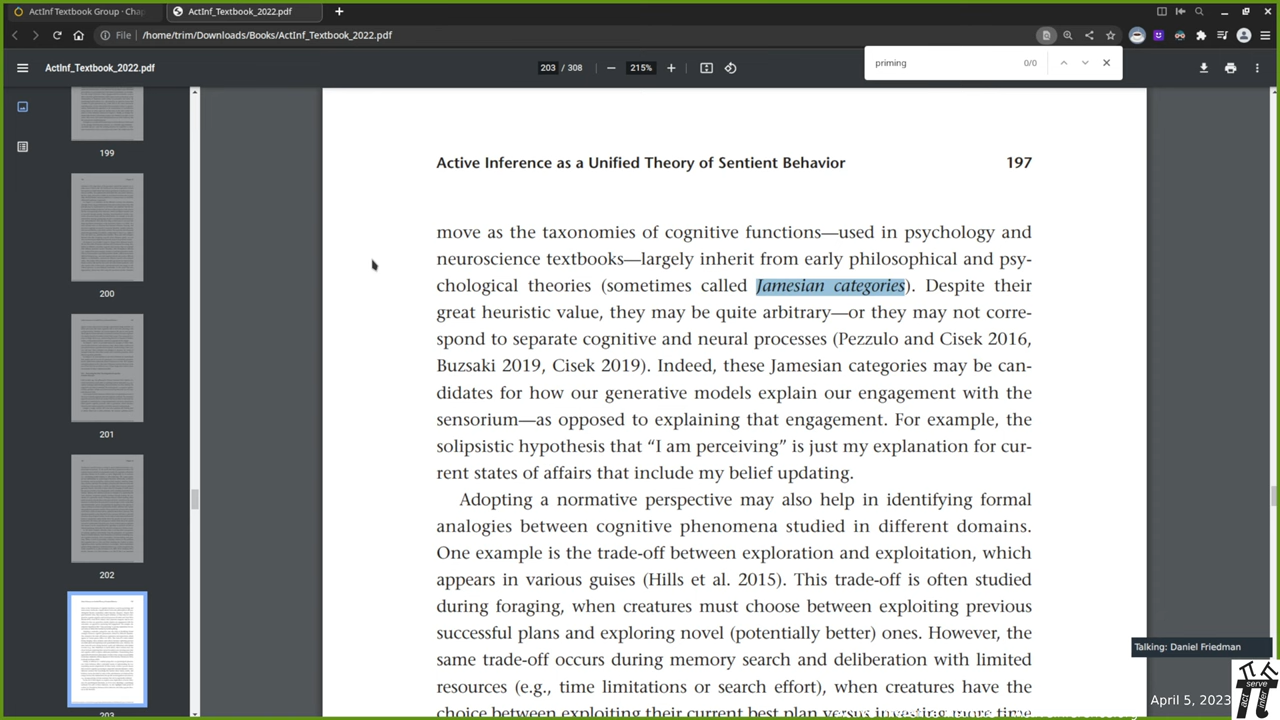 ActInf Textbook Group · Chap
ActInf_Textbook_2022.pdf
File
/home/trim/Downloads/Books/ActInf_Textbook_2022.pdf
ActInf_Textbook_2022.pdf
203 / 308
215%
priming
0/0
199
200
201
202
203
Active Inference as a Unified Theory of Sentient Behavior
197
move as the taxonomies of cognitive functions—used in psychology and
neuroscience textbooks—largely inherit from early philosophical and psy-
chological theories (sometimes called Jamesian categories). Despite their
great heuristic value, they may be quite arbitrary—or they may not corre-
spond to separate cognitive and neural processes (Pezzulo and Cisek 2016,
Buzsaki 2019, Cisek 2019). Indeed, these Jamesian categories may be can-
didates for how our generative models explain our engagement with the
sensorium—as opposed to explaining that engagement. For example, the
solipsistic hypothesis that “I am perceiving” is just my explanation for cur-
rent states of affairs that include my belief updating.
Adopting a normative perspective may also help in identifying formal
analogies between cognitive phenomena studied in different domains.
One example is the trade-off between exploration and exploitation, which
appears in various guises (Hills et al. 2015). This trade-off is often studied
during foraging, when creatures must choose between exploiting previous
successful plans and exploring novel (potentially better) ones. However, the
same trade-off occurs during memory search and deliberation with limited
resources (e.g., time limitations or search effort), when creatures have the
Talking: Daniel Friedman
April 5, 2023
act
serve
infer